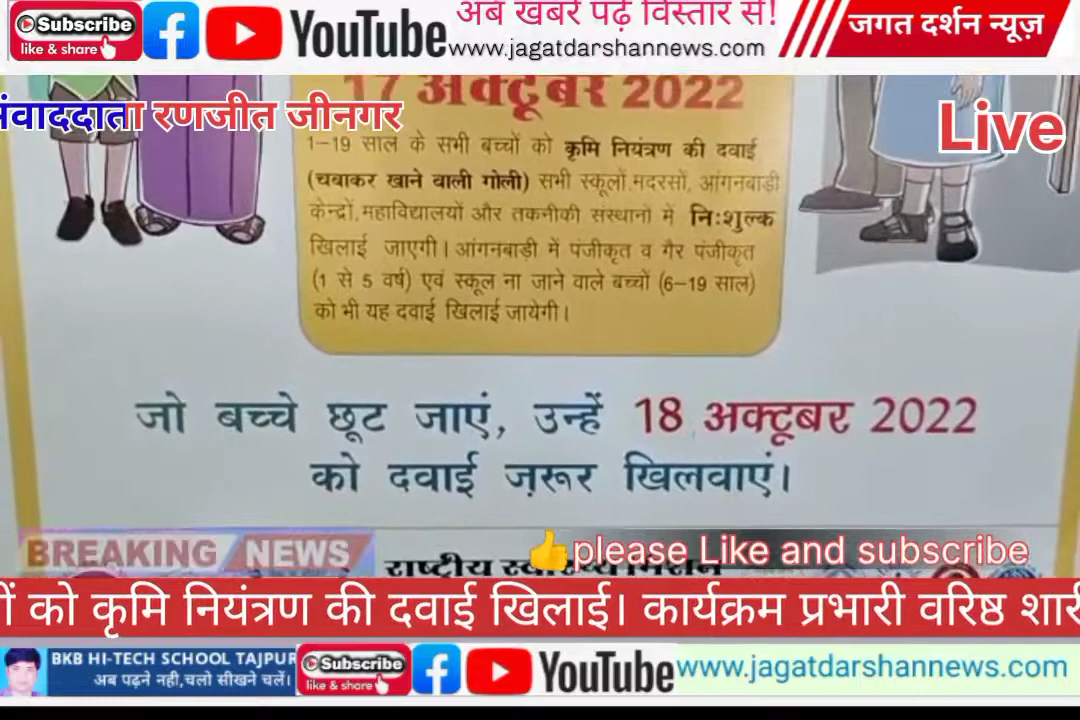 Subscribe
like & share
YouTube
अब खबरें पढ़ें विस्तार से!
www.jagatdarshannews.com
जगत दर्शन न्यूज़
संवाददाता रणजीत जीनगर
Live
17 अक्टूबर 2022
1–19 साल के सभी बच्चों को कृमि नियंत्रण की दवाई
(चबाकर खाने वाली गोली) सभी स्कूलों,मदरसों, आंगनबाड़ी
केन्द्रों,महाविद्यालयों और तकनीकी संस्थानों में नि:शुल्क
खिलाई जाएगी। आंगनबाड़ी में पंजीकृत व गैर पंजीकृत
(1 से 5 वर्ष) एवं स्कूल ना जाने वाले बच्चों (6–19 साल)
को भी यह दवाई खिलाई जायेगी।
जो बच्चे छूट जाएं, उन्हें 18 अक्टूबर 2022
को दवाई ज़रूर खिलवाएं।
BREAKING NEWS
👍please Like and subscribe
राष्ट्रीय स्वास्थ्य मिशन
को कृमि नियंत्रण की दवाई खिलाई। कार्यक्रम प्रभारी वरिष्ठ
BKB HI-TECH SCHOOL TAJPUR
अब पढ़ने नही,चलो सीखने चलें।
Subscribe
like & share
YouTube
www.jagatdarshannews.com